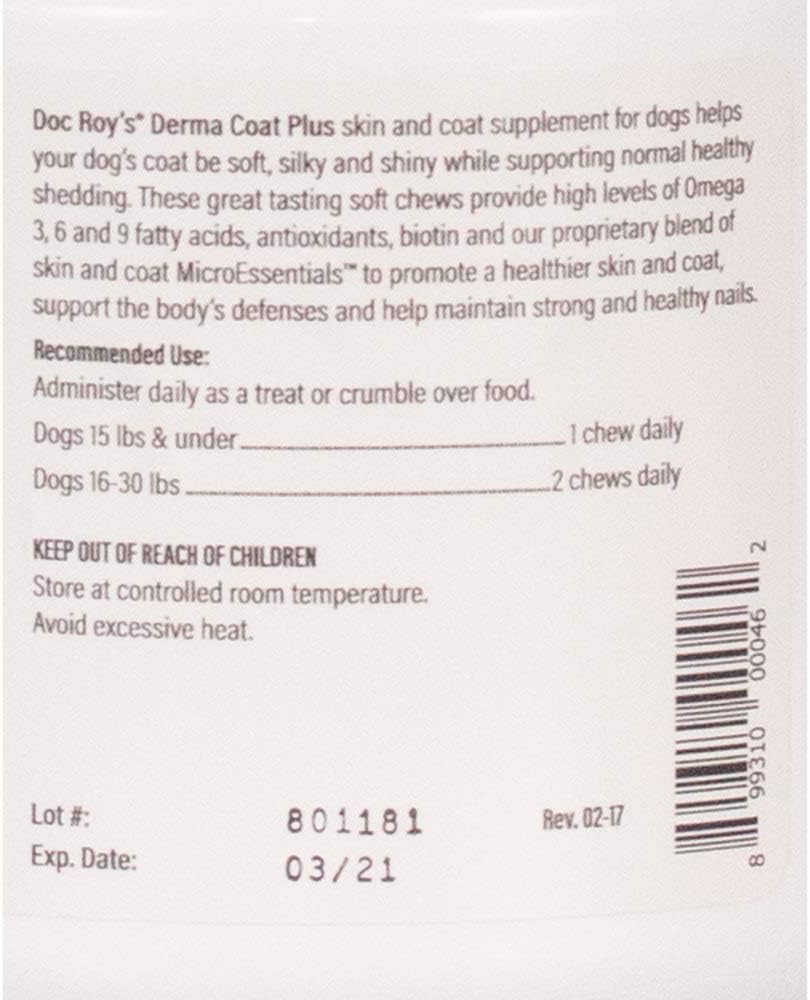 Doc Roy's® Derma Coat Plus skin and coat supplement for dogs helps
your dog's coat be soft, silky and shiny while supporting normal healthy
shedding. These great tasting soft chews provide high levels of Omega
3, 6 and 9 fatty acids, antioxidants, biotin and our proprietary blend of
skin and coat MicroEssentials™ to promote a healthier skin and coat,
support the body's defenses and help maintain strong and healthy nails.
Recommended Use:
Administer daily as a treat or crumble over food.
Dogs 15 lbs & under 1 chew daily
Dogs 16-30 lbs 2 chews daily
KEEP OUT OF REACH OF CHILDREN
Store at controlled room temperature.
Avoid excessive heat.
Lot #: 801181 Rev. 02-17
Exp. Date: 03/21
8 99310 00046 2